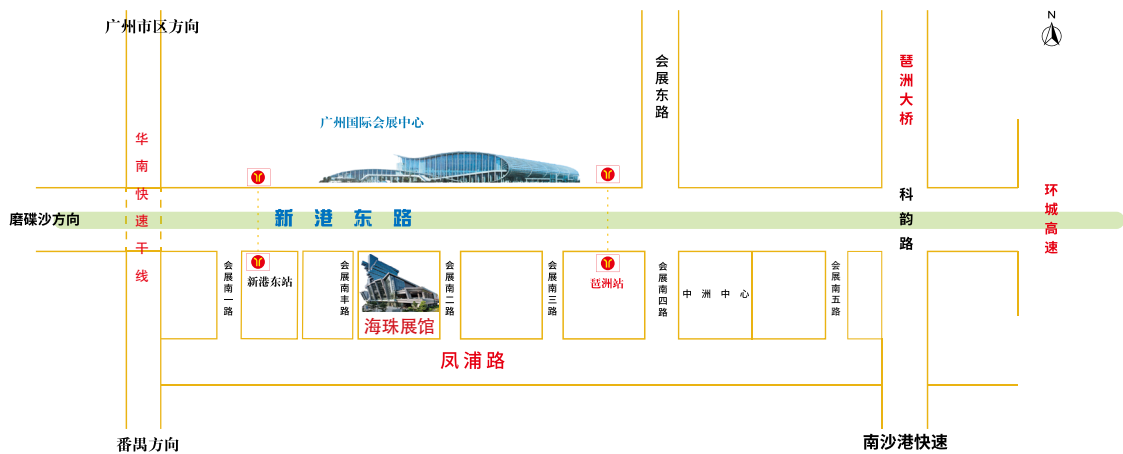 广州市区方向
N
会展东路
琶洲大桥
广州国际会展中心
华南快速干线
科韵路
环城高速
磨碟沙方向
新港东路
会展南一路
新港东站
会展南丰路
海珠展馆
会展南二路
会展南三路
琶洲站
会展南四路
中洲中心
会展南五路
凤浦路
番禺方向
南沙港快速